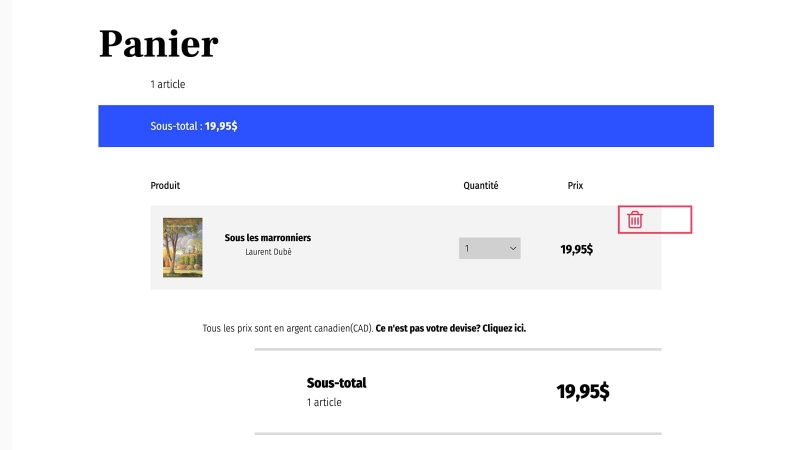 Panier
1 article
Sous-total : 19,95$
Produit Quantité Prix
Sous les marronniers
Laurent Dubé
1
19,95$
Tous les prix sont en argent canadien(CAD). Ce n'est pas votre devise? Cliquez ici.
Sous-total
1 article
19,95$